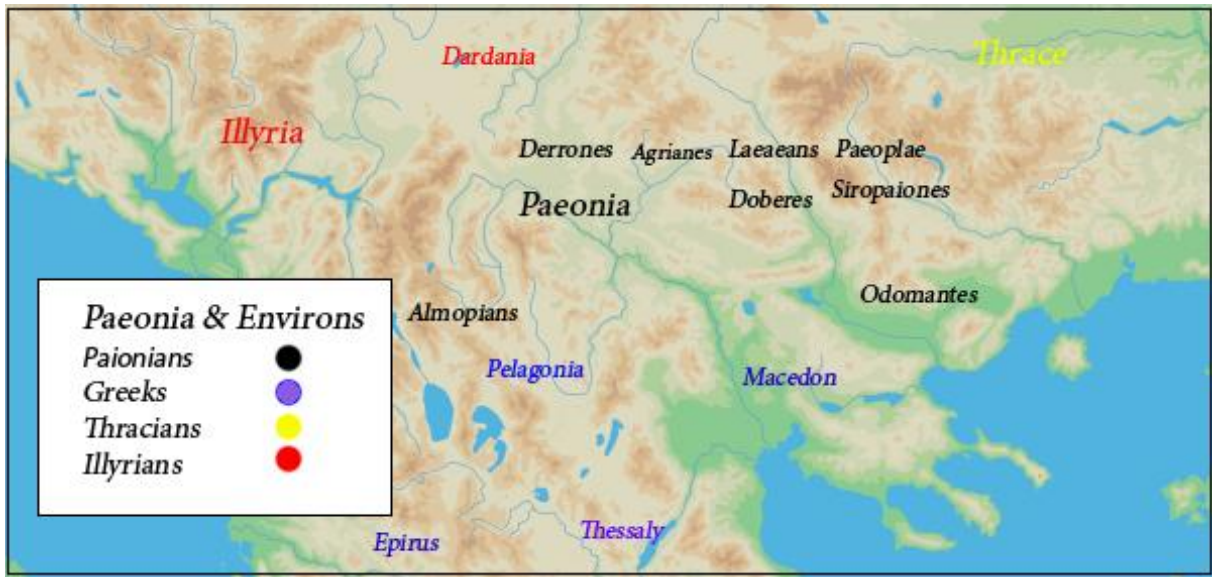 Dardania
Thrace
Illyria
Derrones
Agrianes
Laeaeans
Paeoplae
Paeonia
Doberes
Siropaiones
Odomantes
Almopians
Pelagonia
Macedon
Epirus
Thessaly
Paeonia & Environs
Paionians
Greeks
Thracians
Illyrians